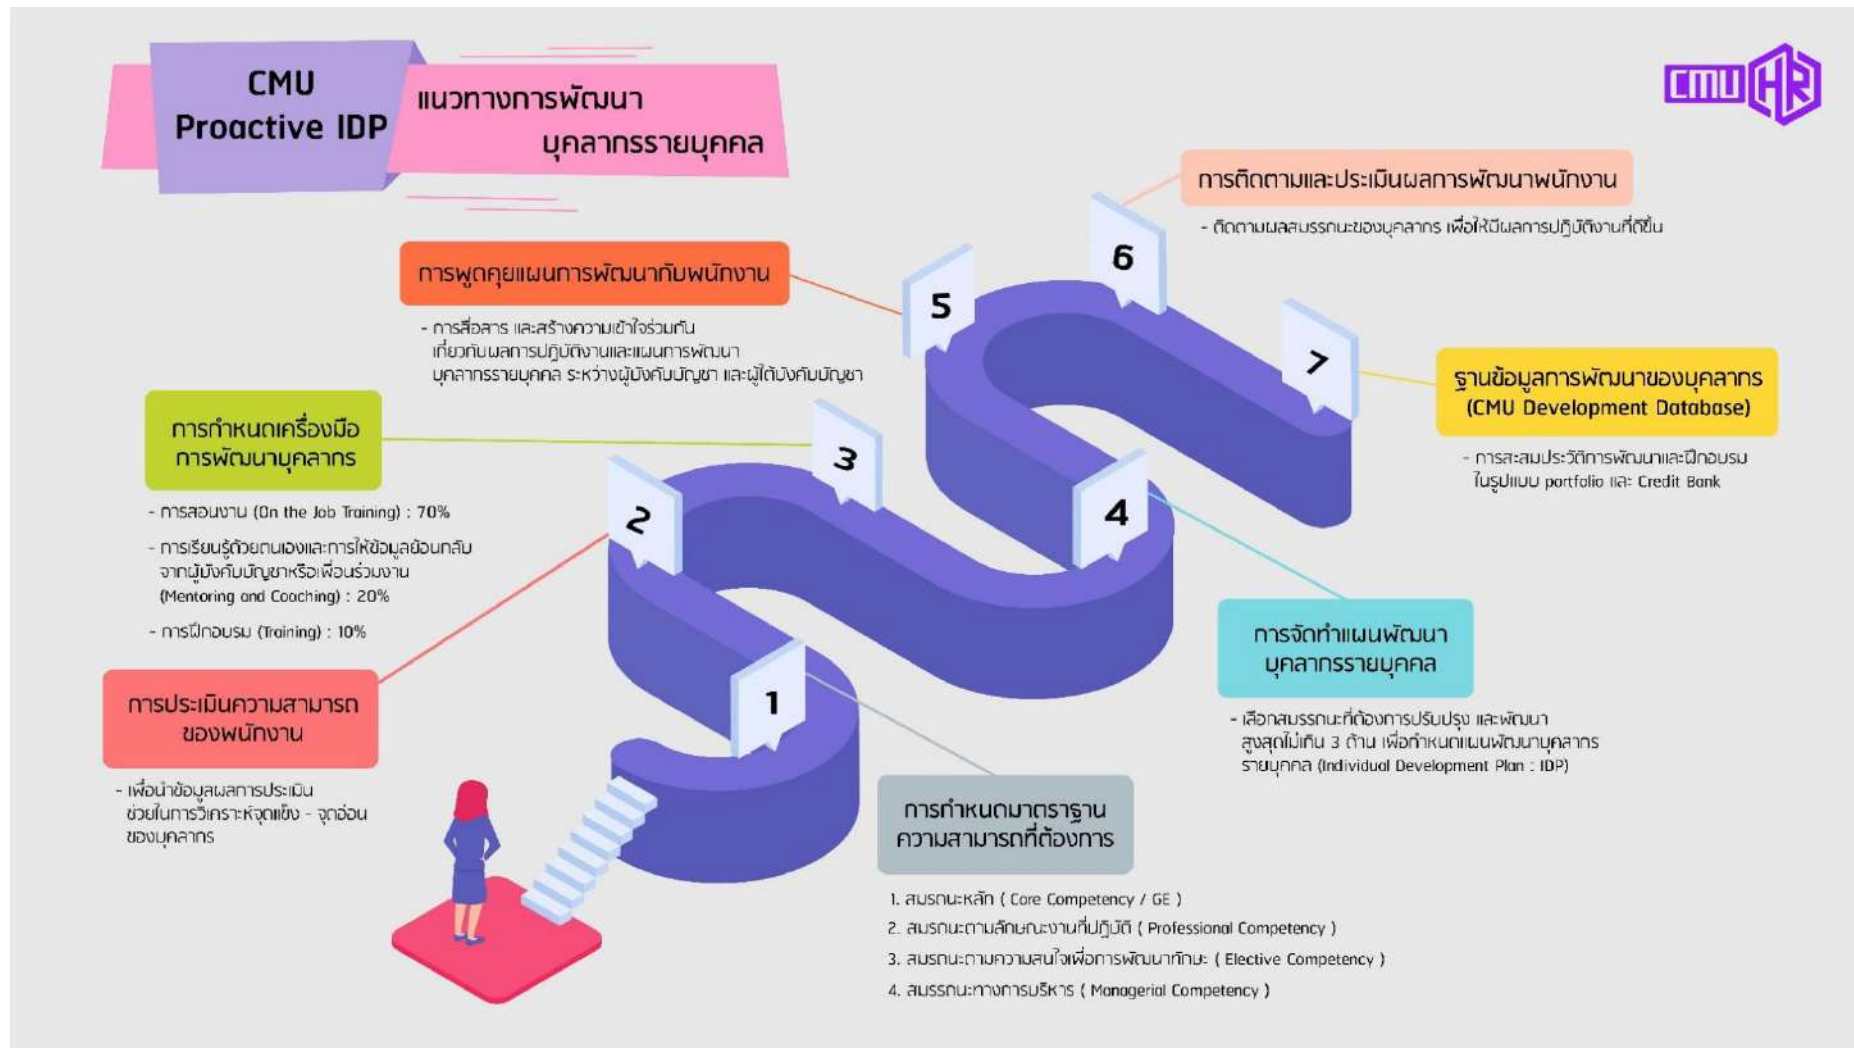 CMU
Proactive IDP
แนวทางการพัฒนา
บุคลากรรายบุคคล
CMU HR
การติดตามและประเมินผลการพัฒนาพนักงาน
- ติดตามผลสมรรถนะของบุคลากร เพื่อให้มีผลการปฏิบัติงานที่ดีขึ้น
6
การพูดคุยแผนการพัฒนากับพนักงาน
- การสื่อสาร และสร้างความเข้าใจร่วมกัน
เกี่ยวกับผลการปฏิบัติงานและแผนการพัฒนา
บุคลากรรายบุคคล ระหว่างผู้บังคับบัญชา และผู้ใต้บังคับบัญชา
5
7
ฐานข้อมูลการพัฒนาของบุคลากร
(CMU Development Database)
- การสะสมประวัติการพัฒนาและฝึกอบรม
ในรูปแบบ portfolio และ Credit Bank
การกำหนดเครื่องมือ
การพัฒนาบุคลากร
- การสอนงาน (On the Job Training) : 70%
- การเรียนรู้ด้วยตนเองและการให้ข้อมูลย้อนกลับ
จากผู้บังคับบัญชาหรือเพื่อนร่วมงาน
(Mentoring and Coaching) : 20%
- การฝึกอบรม (Training) : 10%
3
2
4
การจัดทำแผนพัฒนา
บุคลากรรายบุคคล
- เลือกสมรรถนะที่ต้องการปรับปรุง และพัฒนา
สูงสุดไม่เกิน 3 ด้าน เพื่อกำหนดแผนพัฒนาบุคลากร
รายบุคคล (Individual Development Plan : IDP)
การประเมินความสามารถ
ของพนักงาน
- เพื่อนำข้อมูลผลการประเมิน
ช่วยในการวิเคราะห์จุดแข็ง - จุดอ่อน
ของบุคลากร
1
การกำหนดมาตราฐาน
ความสามารถที่ต้องการ
1. สมรถนะหลัก ( Core Competency / GE )
2. สมรถนะตามลักษณะงานที่ปฏิบัติ ( Professional Competency )
3. สมรถนะตามความสนใจเพื่อการพัฒนาทักษะ ( Elective Competency )
4. สมรรถนะทางการบริหาร ( Managerial Competency )